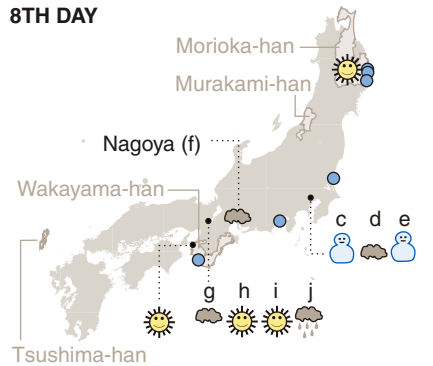 8TH DAY
Morioka-han
Murakami-han
Nagoya (f)
Wakayama-han
c d e
g h i j
Tsushima-han